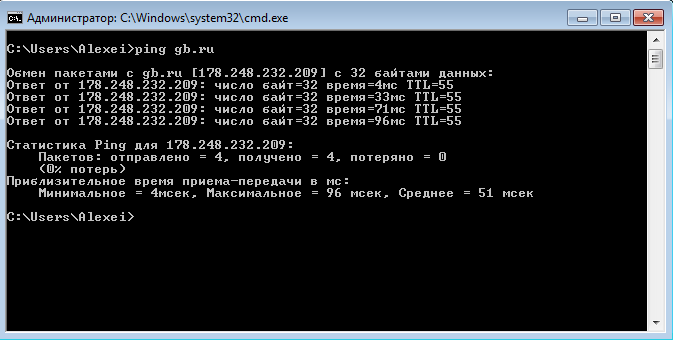 Администратор: C:\Windows\system32\cmd.exe
C:\Users\Alexei>ping gb.ru
Обмен пакетами с gb.ru [178.248.232.209] с 32 байтами данных:
Ответ от 178.248.232.209: число байт=32 время=4мс TTL=55
Ответ от 178.248.232.209: число байт=32 время=33мс TTL=55
Ответ от 178.248.232.209: число байт=32 время=71мс TTL=55
Ответ от 178.248.232.209: число байт=32 время=96мс TTL=55
Статистика Ping для 178.248.232.209:
Пакетов: отправлено = 4, получено = 4, потеряно = 0
(0% потерь)
Приблизительное время приема-передачи в мс:
Минимальное = 4мсек, Максимальное = 96 мсек, Среднее = 51 мсек
C:\Users\Alexei>